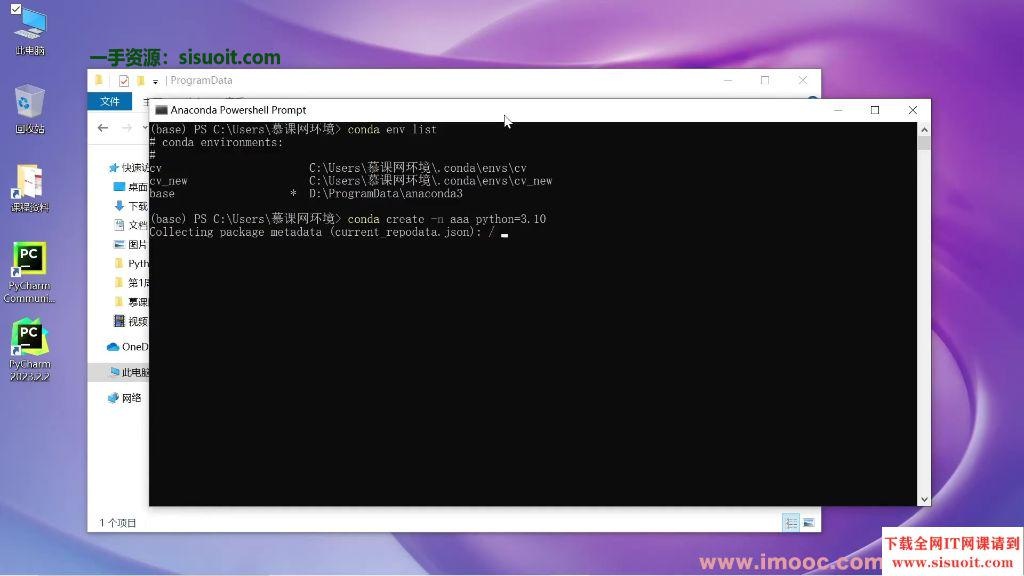 此电脑
回收站
课程资料
PyCharm
Communi...
PyCharm
2023.2.2
一手资源：sisuoit.com
ProgramData
文件
快速访
桌面
下载
文档
图片
Pyth
第1周
慕课
视频
OneD
此电脑
网络
1 个项目
Anaconda Powershell Prompt
(base) PS C:\Users\慕课网环境> conda env list
# conda environments:
#
cv C:\Users\慕课网环境\.conda\envs\cv
cv_new C:\Users\慕课网环境\.conda\envs\cv_new
base * D:\ProgramData\anaconda3
(base) PS C:\Users\慕课网环境> conda create -n aaa python=3.10
Collecting package metadata (current_repodata.json): /
www.imooc.com
下载全网IT网课请到
www.sisuoit.com